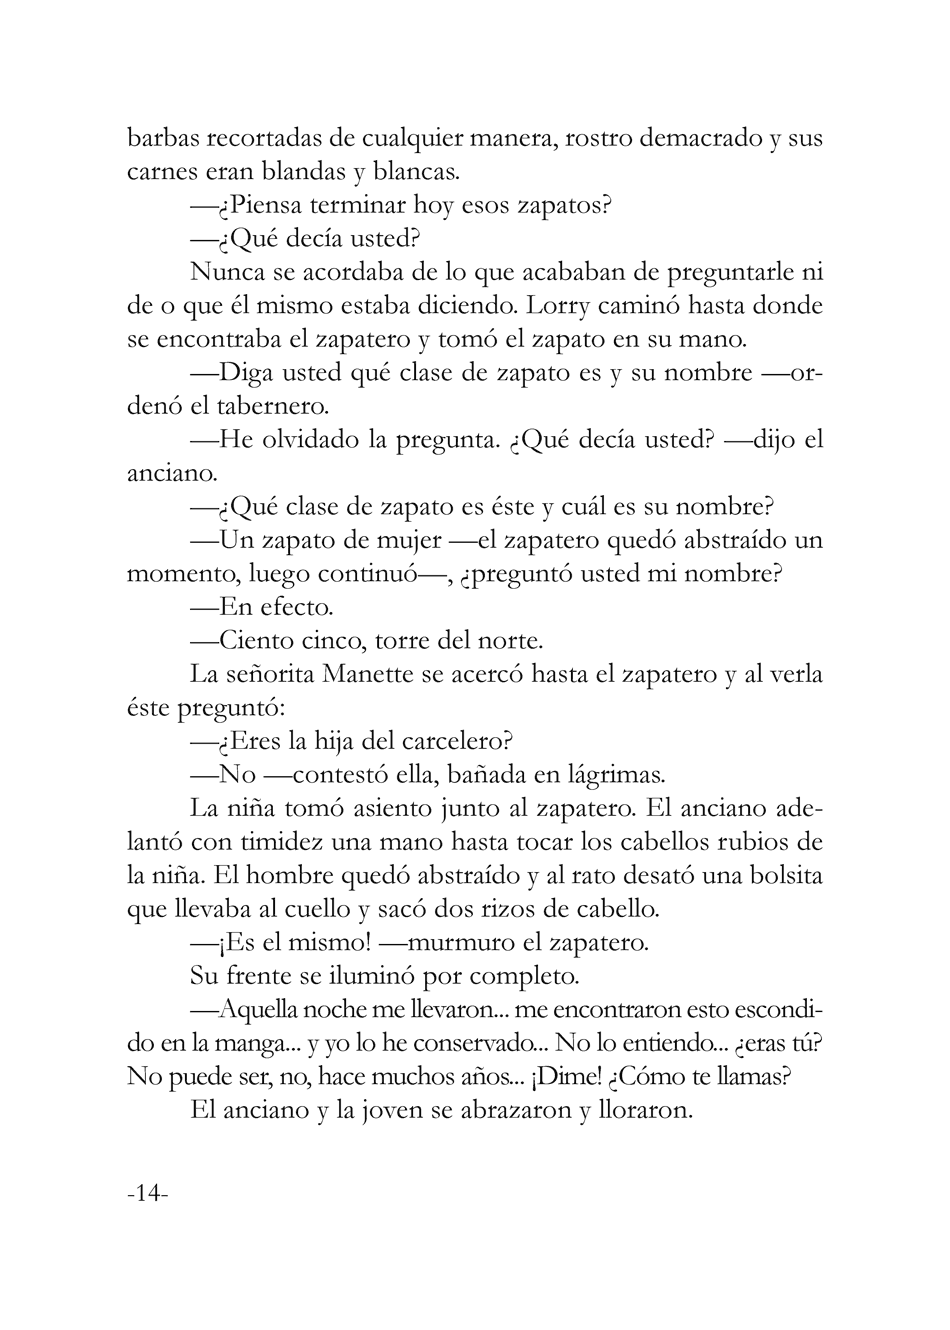 barbas recortadas de cualquier manera, rostro demacrado y sus
carnes eran blandas y blancas.
—¿Piensa terminar hoy esos zapatos?
—¿Qué decía usted?
Nunca se acordaba de lo que acababan de preguntarle ni
de o que él mismo estaba diciendo. Lorry caminó hasta donde
se encontraba el zapatero y tomó el zapato en su mano.
—Diga usted qué clase de zapato es y su nombre —or-
denó el tabernero.
—He olvidado la pregunta. ¿Qué decía usted? —dijo el
anciano.
—¿Qué clase de zapato es éste y cuál es su nombre?
—Un zapato de mujer —el zapatero quedó abstraído un
momento, luego continuó—, ¿preguntó usted mi nombre?
—En efecto.
—Ciento cinco, torre del norte.
La señorita Manette se acercó hasta el zapatero y al verla
éste preguntó:
—¿Eres la hija del carcelero?
—No —contestó ella, bañada en lágrimas.
La niña tomó asiento junto al zapatero. El anciano ade-
lantó con timidez una mano hasta tocar los cabellos rubios de
la niña. El hombre quedó abstraído y al rato desató una bolsita
que llevaba al cuello y sacó dos rizos de cabello.
—¡Es el mismo! —murmuro el zapatero.
Su frente se iluminó por completo.
—Aquella noche me llevaron... me encontraron esto escondi-
do en la manga... y yo lo he conservado... No lo entiendo... ¿eras tú?
No puede ser, no, hace muchos años... ¡Dime! ¿Cómo te llamas?
El anciano y la joven se abrazaron y lloraron.
-14-